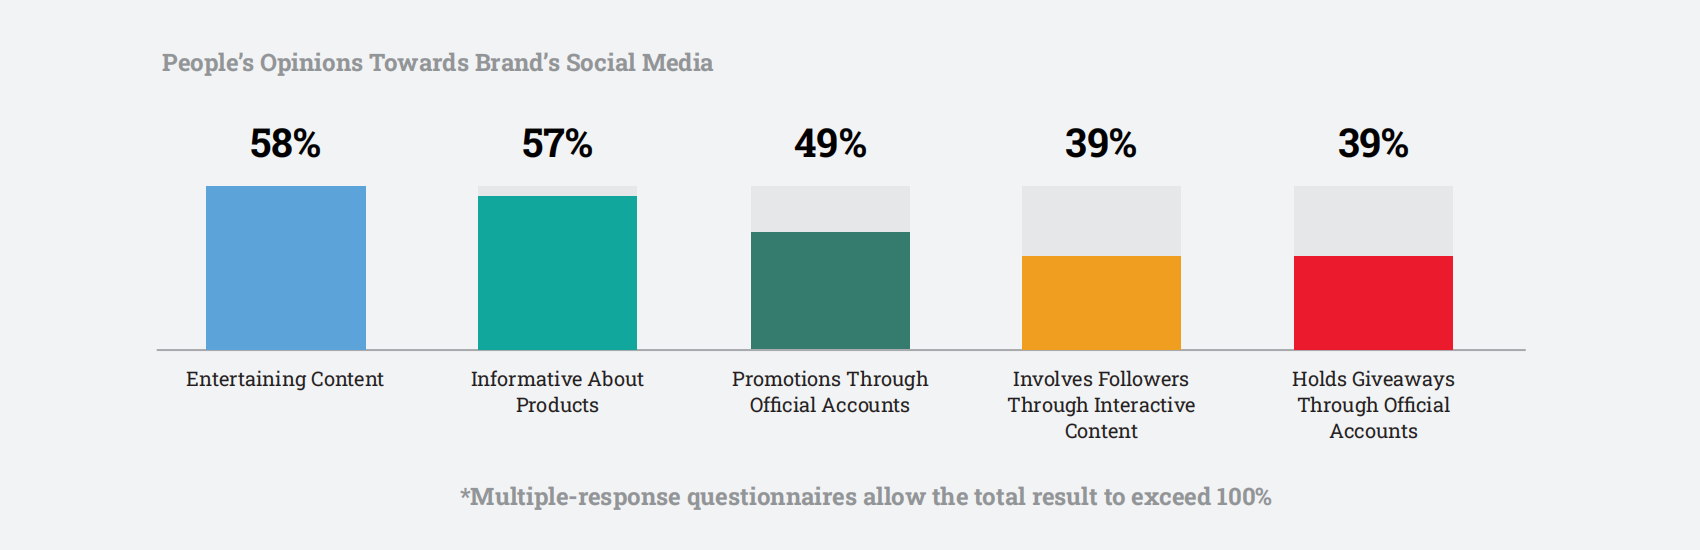 People’s Opinions Towards Brand’s Social Media
58%
57%
49%
39%
39%
Entertaining Content
Informative About
Products
Promotions Through
Official Accounts
Involves Followers
Through Interactive
Content
Holds Giveaways
Through Official
Accounts
*Multiple-response questionnaires allow the total result to exceed 100%